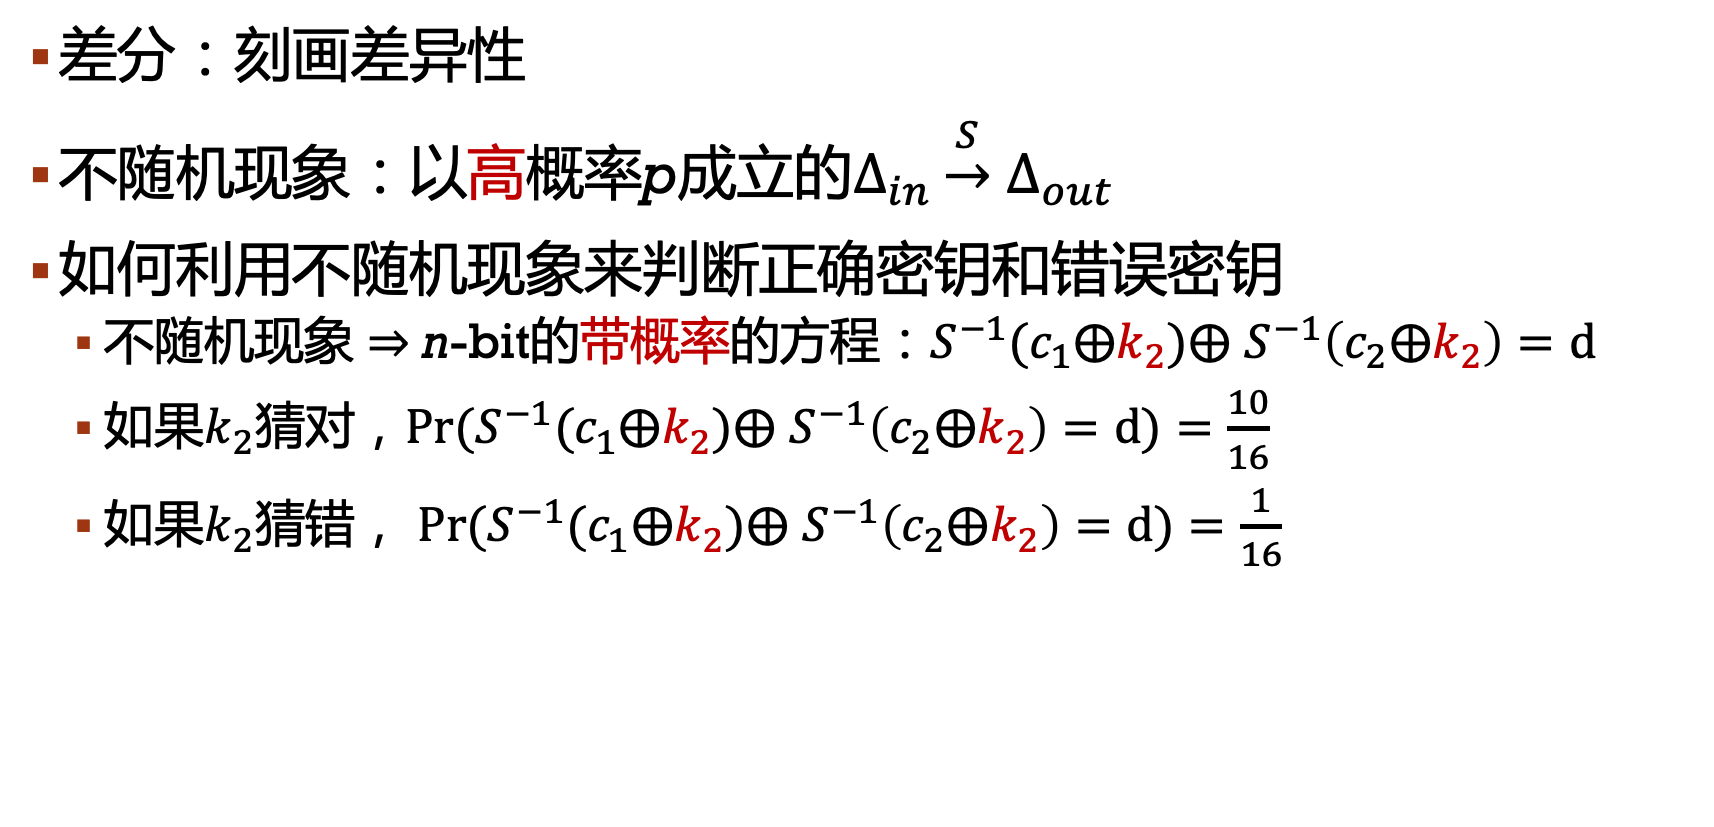 ▪差分：刻画差异性
▪不随机现象：以高概率p成立的Δ_in →^S Δ_out
▪如何利用不随机现象来判断正确密钥和错误密钥
▪不随机现象 ⇒ n-bit的带概率的方程：S⁻¹(c₁⊕k₂)⊕ S⁻¹(c₂⊕k₂) = d
▪如果k₂猜对，Pr(S⁻¹(c₁⊕k₂)⊕ S⁻¹(c₂⊕k₂) = d) = 10/16
▪如果k₂猜错， Pr(S⁻¹(c₁⊕k₂)⊕ S⁻¹(c₂⊕k₂) = d) = 1/16